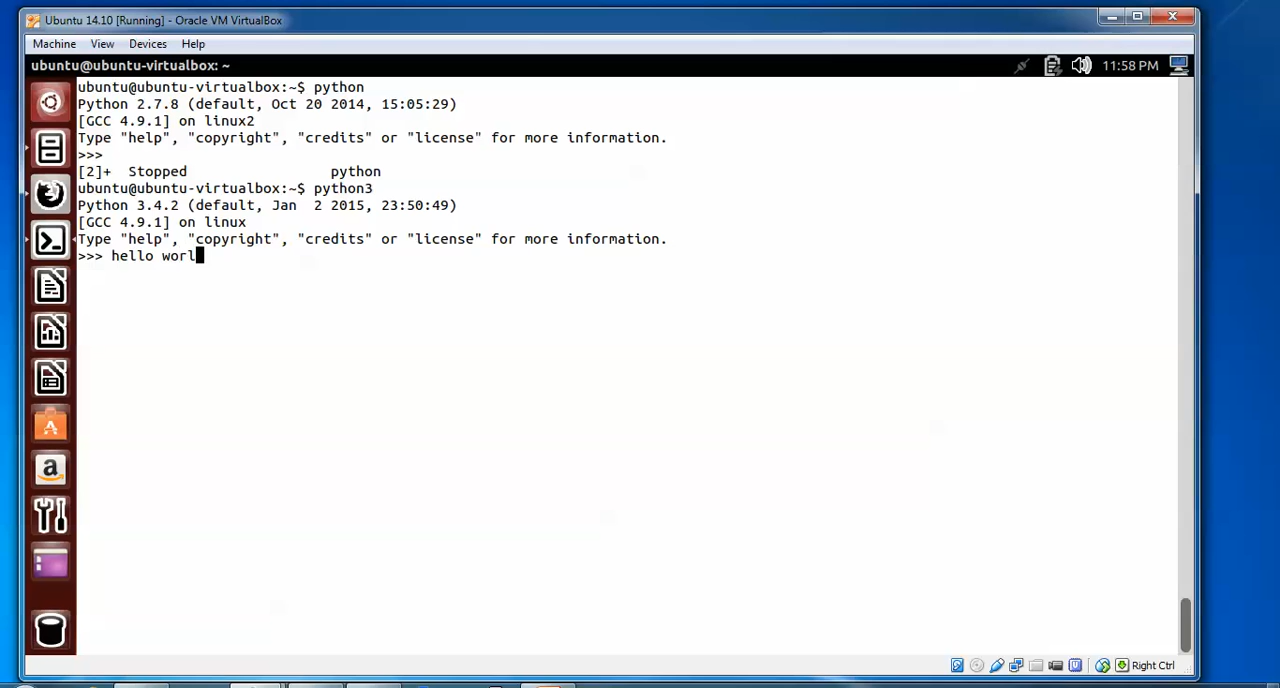 Ubuntu 14.10 [Running] - Oracle VM VirtualBox
Machine View Devices Help
ubuntu@ubuntu-virtualbox: ~ 11:58 PM
ubuntu@ubuntu-virtualbox:~$ python
Python 2.7.8 (default, Oct 20 2014, 15:05:29)
[GCC 4.9.1] on linux2
Type "help", "copyright", "credits" or "license" for more information.
>>>
[2]+  Stopped                 python
ubuntu@ubuntu-virtualbox:~$ python3
Python 3.4.2 (default, Jan  2 2015, 23:50:49)
[GCC 4.9.1] on linux
Type "help", "copyright", "credits" or "license" for more information.
>>> hello worl
Right Ctrl